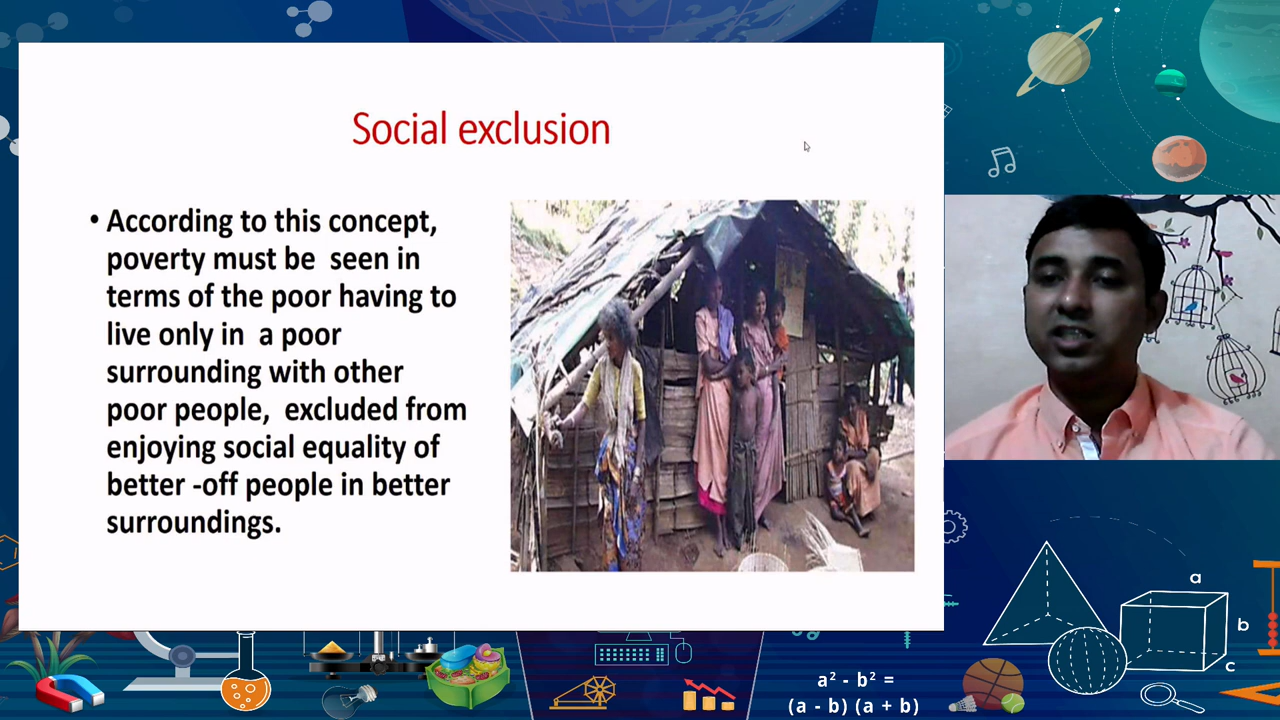 Social exclusion
• According to this concept,
poverty must be seen in
terms of the poor having to
live only in a poor
surrounding with other
poor people, excluded from
enjoying social equality of
better -off people in better
surroundings.
a
b
c
a² - b² =
(a - b) (a + b)